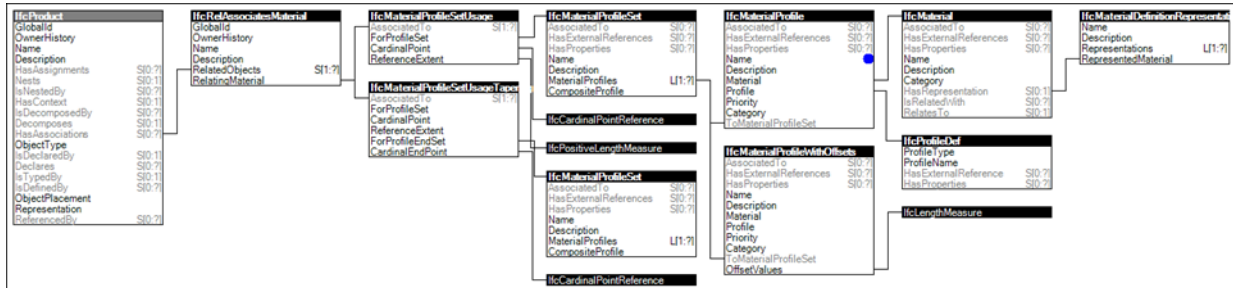 IfcProduct
GlobalId
OwnerHistory
Name
Description
HasAssignments S[0:?]
Nests S[0:1]
IsNestedBy S[0:?]
HasContext S[0:1]
IsDecomposedBy S[0:?]
Decomposes S[0:1]
HasAssociations S[0:?]
ObjectType
IsDeclaredBy S[0:1]
Declares S[0:?]
IsTypedBy S[0:1]
IsDefinedBy S[0:?]
ObjectPlacement
Representation
ReferencedBy S[0:?]
IfcRelAssociatesMaterial
GlobalId
OwnerHistory
Name
Description
RelatedObjects S[1:?]
RelatingMaterial
IfcMaterialProfileSetUsage
AssociatedTo S[1:?]
ForProfileSet
CardinalPoint
ReferenceExtent
IfcMaterialProfileSetUsageTaper
AssociatedTo S[1:?]
ForProfileSet
CardinalPoint
ReferenceExtent
ForProfileEndSet
CardinalEndPoint
IfcMaterialProfileSet
AssociatedTo S[0:?]
HasExternalReferences S[0:?]
HasProperties S[0:?]
Name
Description
MaterialProfiles L[1:?]
CompositeProfile
IfcCardinalPointReference
IfcPositiveLengthMeasure
IfcMaterialProfileSet
AssociatedTo S[0:?]
HasExternalReferences S[0:?]
HasProperties S[0:?]
Name
Description
MaterialProfiles L[1:?]
CompositeProfile
IfcCardinalPointReference
IfcMaterialProfile
AssociatedTo S[0:?]
HasExternalReferences S[0:?]
HasProperties S[0:?]
Name
Description
Material
Profile
Priority
Category
ToMaterialProfileSet
IfcMaterialProfileWithOffsets
AssociatedTo S[0:?]
HasExternalReferences S[0:?]
HasProperties S[0:?]
Name
Description
Material
Profile
Priority
Category
ToMaterialProfileSet
OffsetValues
IfcMaterial
AssociatedTo S[0:?]
HasExternalReferences S[0:?]
HasProperties S[0:?]
Name
Description
Category
HasRepresentation S[0:1]
IsRelatedWith S[0:?]
RelatesTo S[0:1]
IfcProfileDef
ProfileType
ProfileName
HasExternalReference S[0:?]
HasProperties S[0:?]
IfcLengthMeasure
IfcMaterialDefinitionRepresentati
Name
Description
Representations L[1:?]
RepresentedMaterial